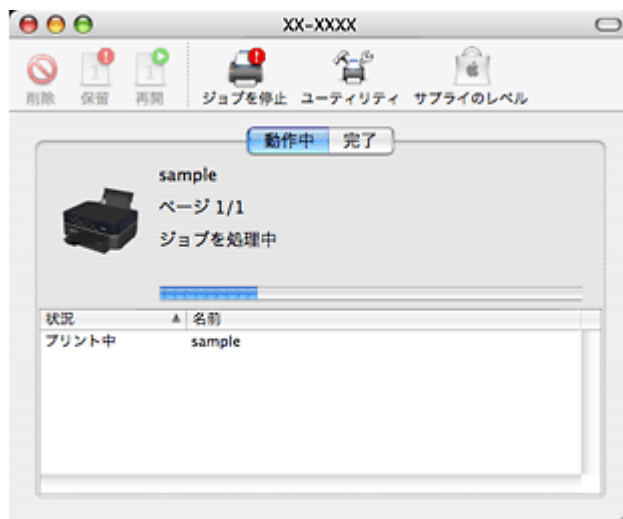 XX-XXXX
削除 保留 再開 ジョブを停止 ユーティリティ サプライのレベル
動作中 完了
sample
ページ 1/1
ジョブを処理中
状況 名前
プリント中 sample